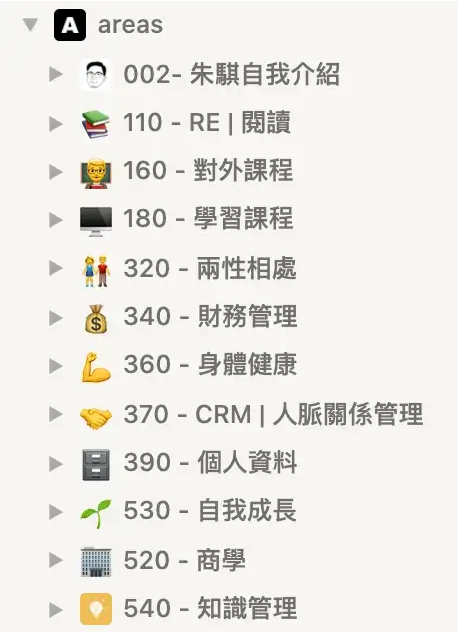 A areas
002- 朱騏自我介紹
110 - RE | 閱讀
160 - 對外課程
180 - 學習課程
320 - 兩性相處
340 - 財務管理
360 - 身體健康
370 - CRM | 人脈關係管理
390 - 個人資料
530 - 自我成長
520 - 商學
540 - 知識管理